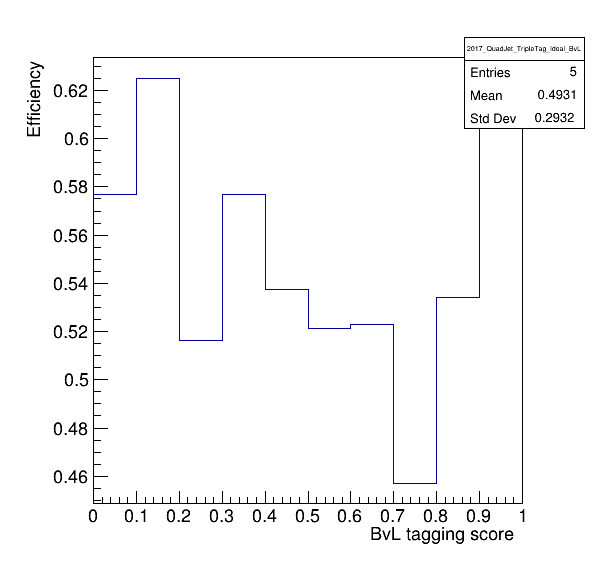 2017_QuadJet_TripleTag_Ideal_BvL
Entries 5
Mean 0.4931
Std Dev 0.2932
Efficiency
0.62
0.6
0.58
0.56
0.54
0.52
0.5
0.48
0.46
0 0.1 0.2 0.3 0.4 0.5 0.6 0.7 0.8 0.9 1
BvL tagging score